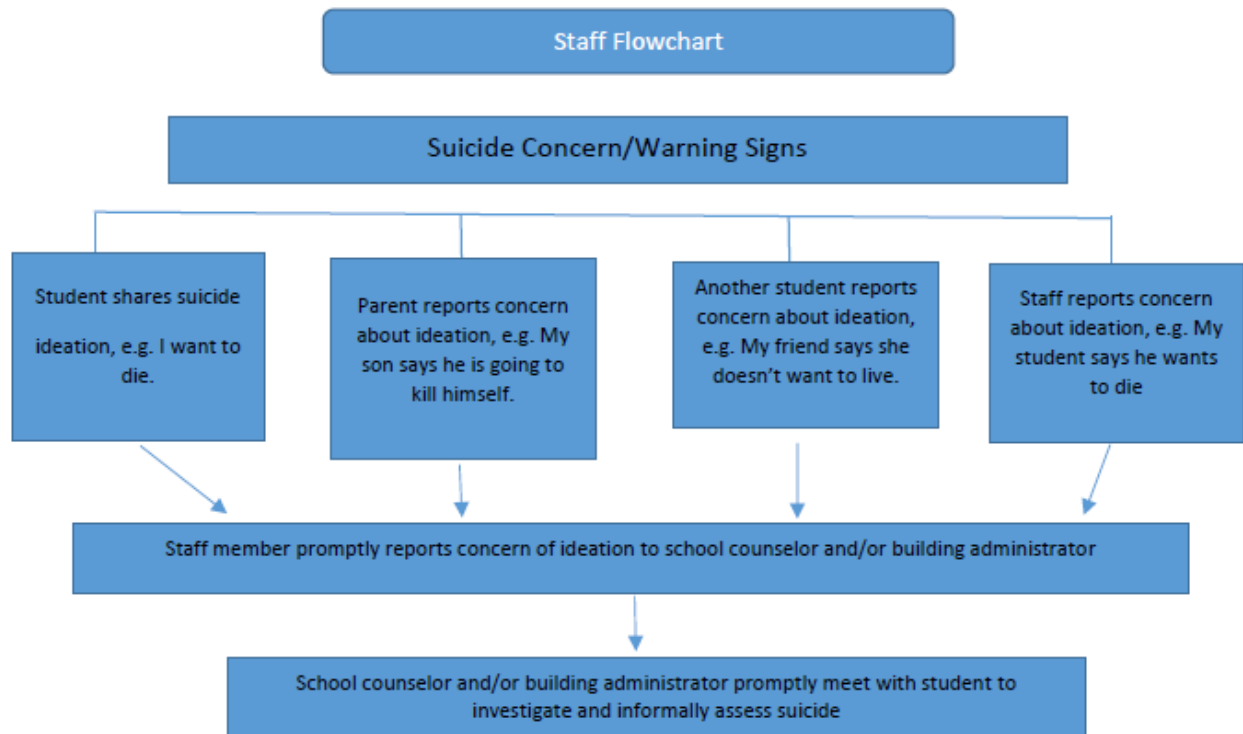 Staff Flowchart
Suicide Concern/Warning Signs
Student shares suicide
ideation, e.g. I want to
die.
Parent reports concern
about ideation, e.g. My
son says he is going to
kill himself.
Another student reports
concern about ideation,
e.g. My friend says she
doesn’t want to live.
Staff reports concern
about ideation, e.g. My
student says he wants
to die
Staff member promptly reports concern of ideation to school counselor and/or building administrator
School counselor and/or building administrator promptly meet with student to
investigate and informally assess suicide